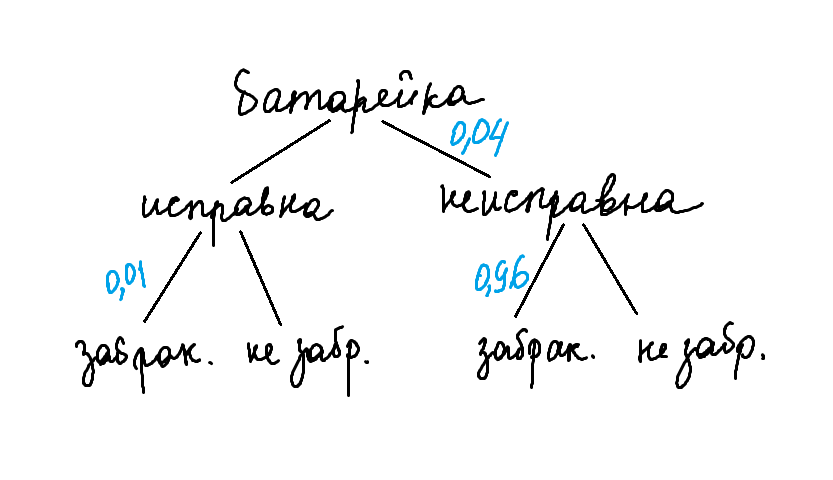 батарейка
0,04
исправна неисправна
0,01 0,96
забрак. не забр. забрак. не забр.